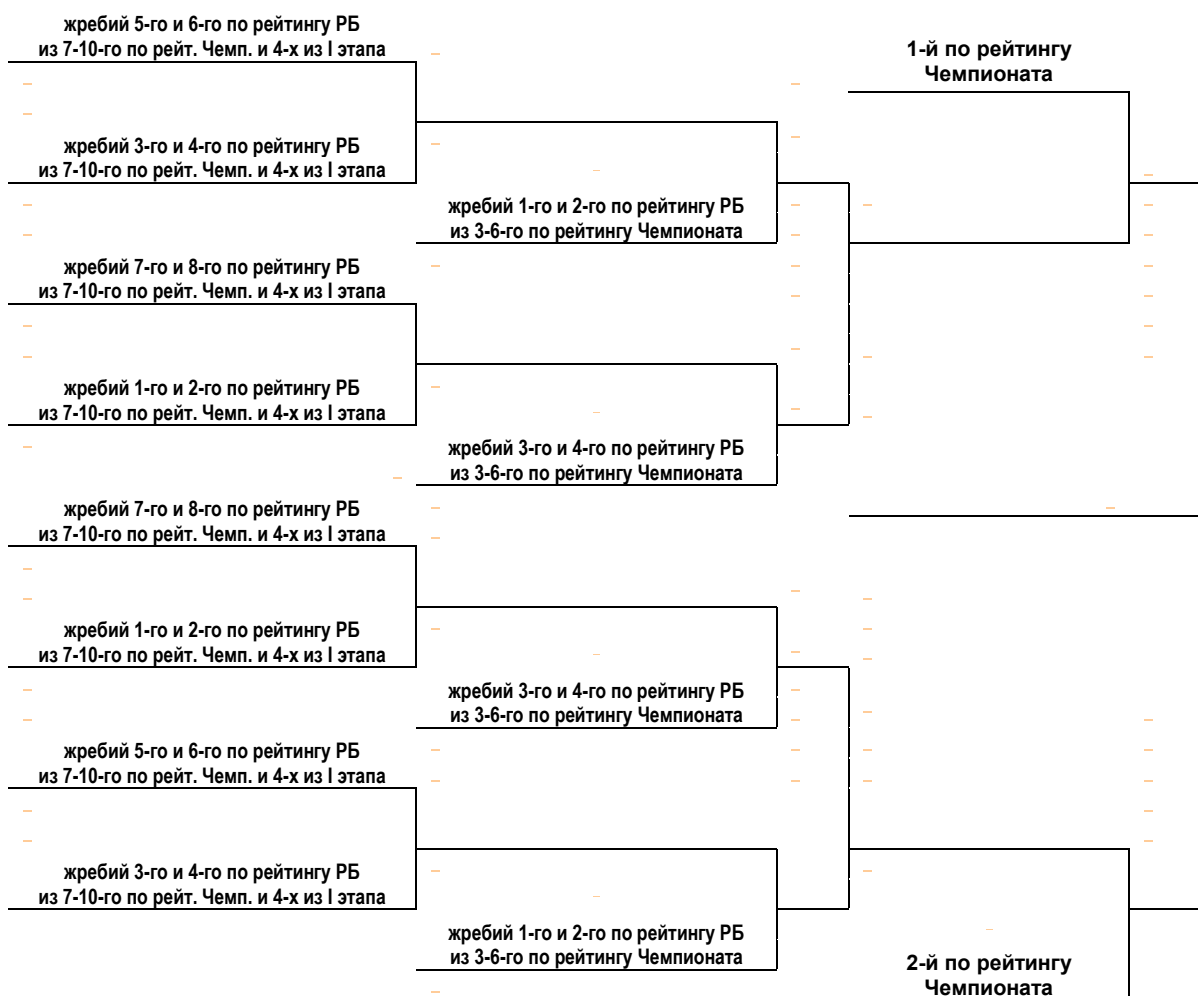 жребий 5-го и 6-го по рейтингу РБ
из 7-10-го по рейт. Чемп. и 4-х из I этапа
1-й по рейтингу
Чемпионата
жребий 3-го и 4-го по рейтингу РБ
из 7-10-го по рейт. Чемп. и 4-х из I этапа
жребий 1-го и 2-го по рейтингу РБ
из 3-6-го по рейтингу Чемпионата
жребий 7-го и 8-го по рейтингу РБ
из 7-10-го по рейт. Чемп. и 4-х из I этапа
жребий 1-го и 2-го по рейтингу РБ
из 7-10-го по рейт. Чемп. и 4-х из I этапа
жребий 3-го и 4-го по рейтингу РБ
из 3-6-го по рейтингу Чемпионата
жребий 7-го и 8-го по рейтингу РБ
из 7-10-го по рейт. Чемп. и 4-х из I этапа
жребий 1-го и 2-го по рейтингу РБ
из 7-10-го по рейт. Чемп. и 4-х из I этапа
жребий 3-го и 4-го по рейтингу РБ
из 3-6-го по рейтингу Чемпионата
жребий 5-го и 6-го по рейтингу РБ
из 7-10-го по рейт. Чемп. и 4-х из I этапа
жребий 3-го и 4-го по рейтингу РБ
из 7-10-го по рейт. Чемп. и 4-х из I этапа
жребий 1-го и 2-го по рейтингу РБ
из 3-6-го по рейтингу Чемпионата
2-й по рейтингу
Чемпионата